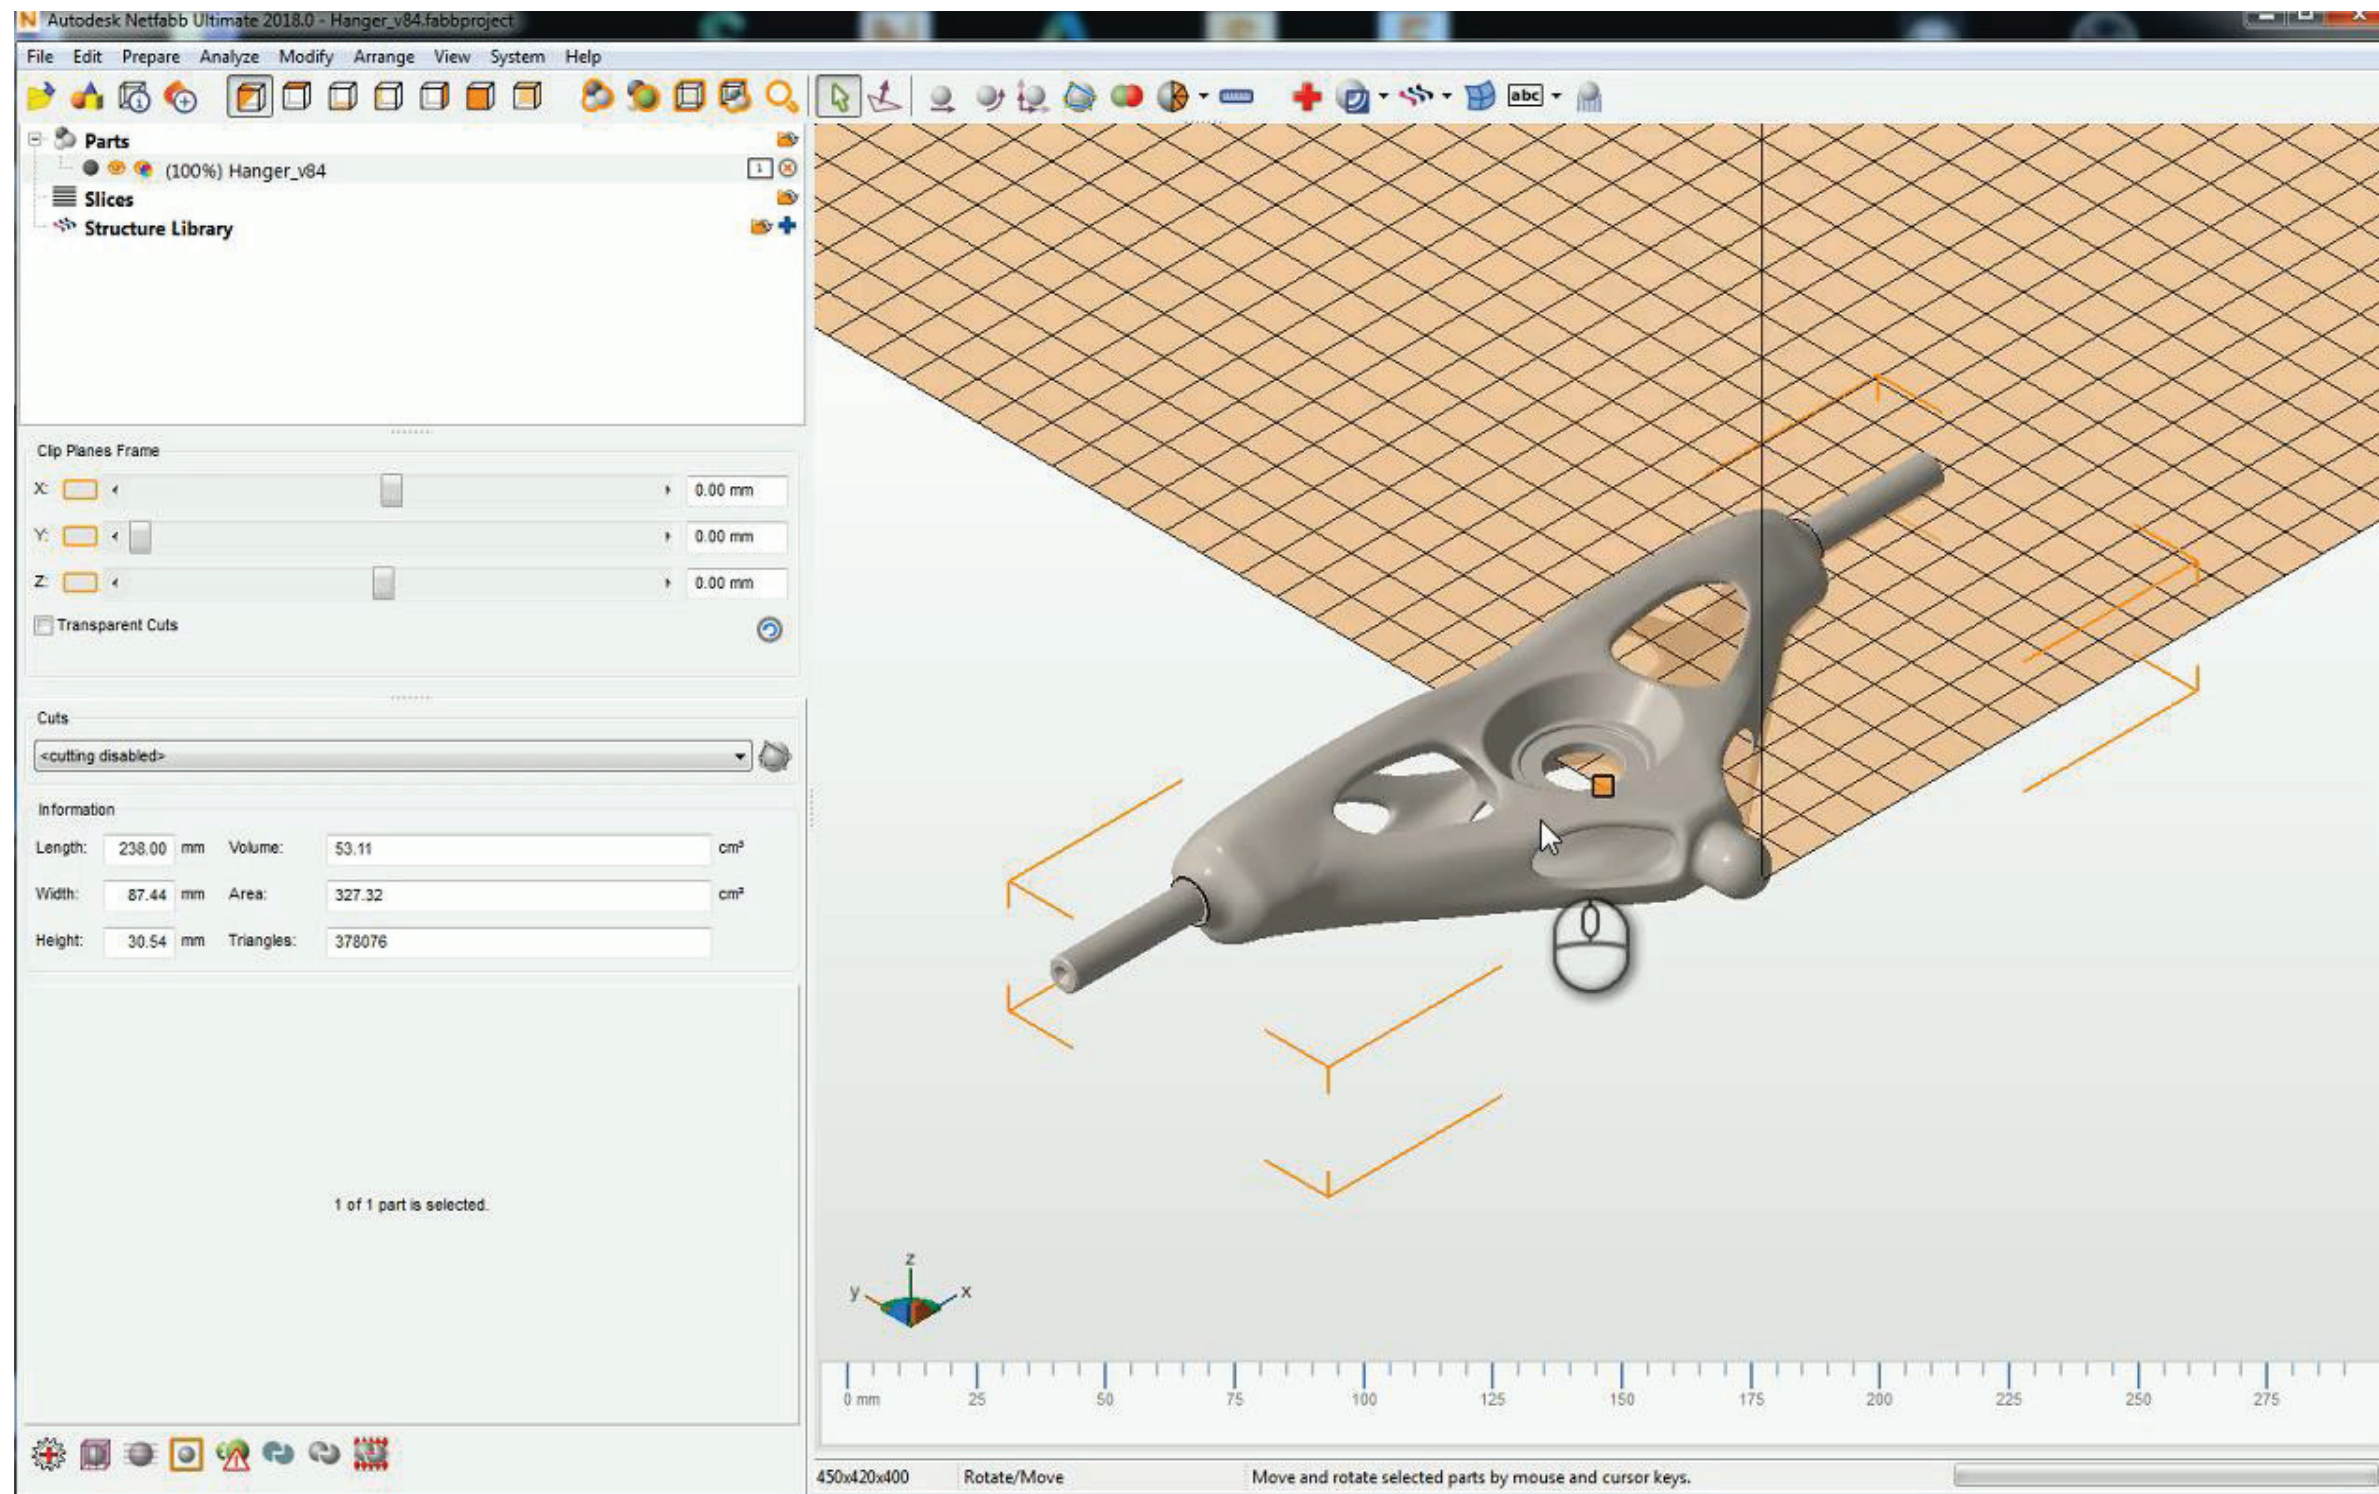 Autodesk Netfabb Ultimate 2018.0 - Hanger_v84.fabbproject
File Edit Prepare Analyze Modify Arrange View System Help
abc
Parts
(100%) Hanger_v84 1
Slices
Structure Library
Clip Planes Frame
X: 0.00 mm
Y: 0.00 mm
Z: 0.00 mm
Transparent Cuts
Cuts
<cutting disabled>
Information
Length: 238.00 mm Volume: 53.11 cm³
Width: 87.44 mm Area: 327.32 cm²
Height: 30.54 mm Triangles: 378076
1 of 1 part is selected.
z
y x
0 mm 25 50 75 100 125 150 175 200 225 250 275
450x420x400 Rotate/Move Move and rotate selected parts by mouse and cursor keys.